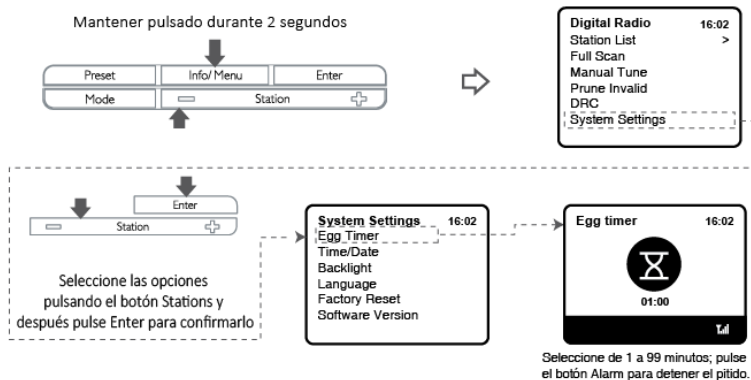 Mantener pulsado durante 2 segundos
Preset
Info/ Menu
Enter
Mode
Station
Digital Radio 16:02
Station List >
Full Scan
Manual Tune
Prune Invalid
DRC
System Settings
Enter
Station
Seleccione las opciones
pulsando el botón Stations y
después pulse Enter para confirmarlo
System Settings 16:02
Egg Timer
Time/Date
Backlight
Language
Factory Reset
Software Version
Egg timer 16:02
01:00
Seleccione de 1 a 99 minutos; pulse
el botón Alarm para detener el pitido.